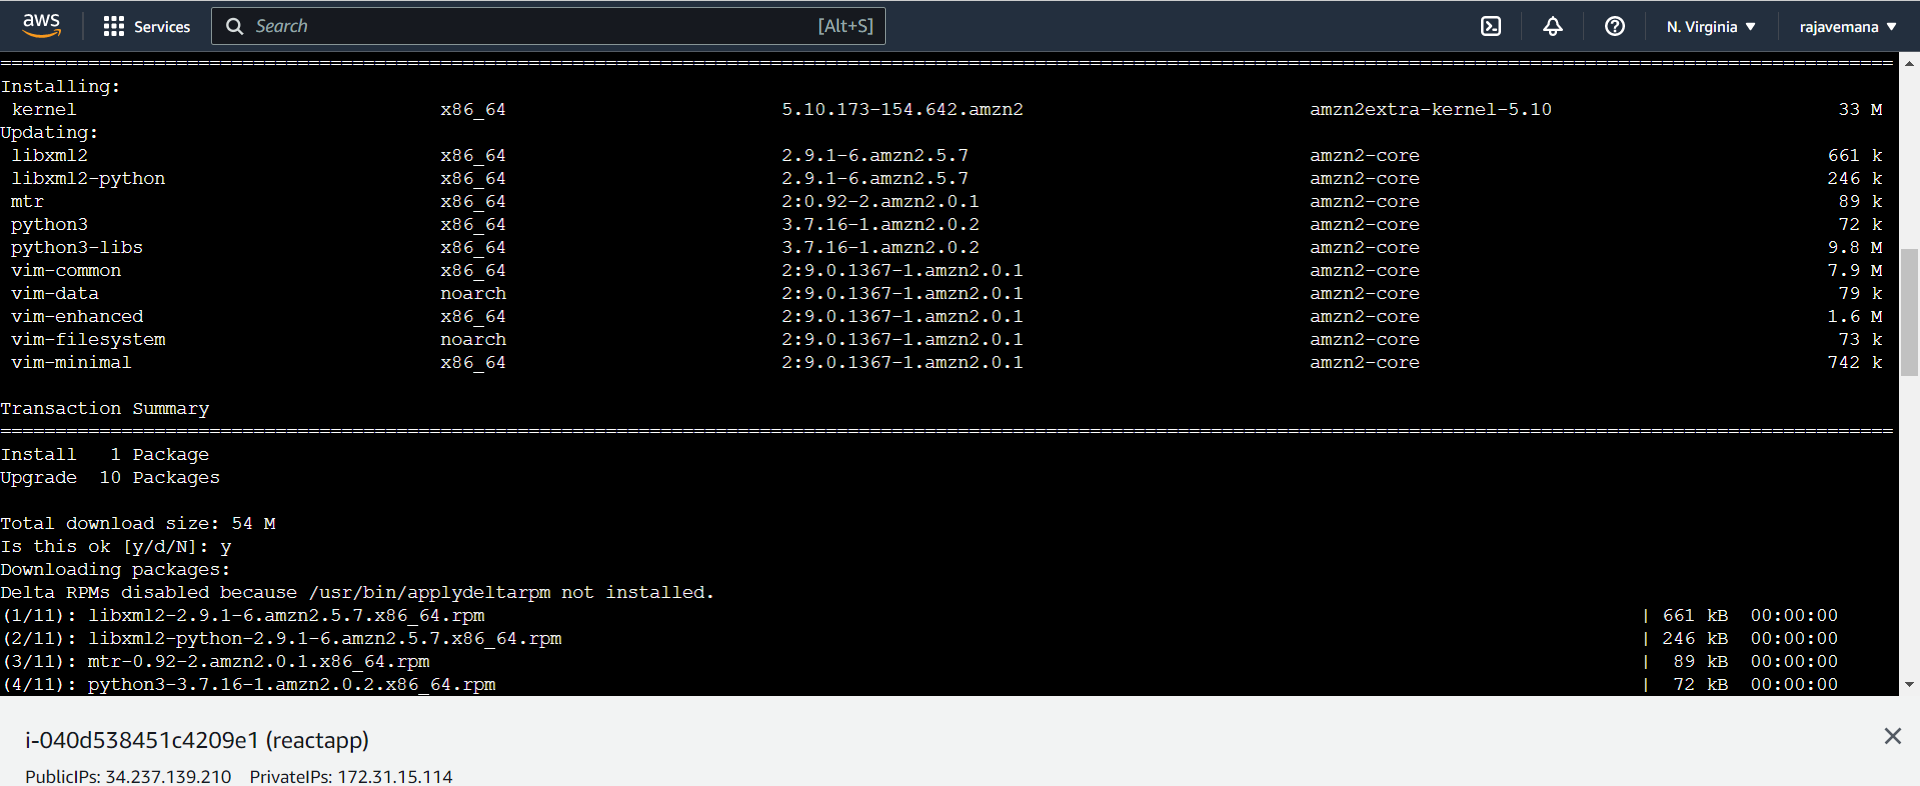 aws Services Search [Alt+S] N. Virginia ▼ rajavemana ▼
================================================================================================================================================================
Installing:
kernel x86_64 5.10.173-154.642.amzn2 amzn2extra-kernel-5.10 33 M
Updating:
libxml2 x86_64 2.9.1-6.amzn2.5.7 amzn2-core 661 k
libxml2-python x86_64 2.9.1-6.amzn2.5.7 amzn2-core 246 k
mtr x86_64 2:0.92-2.amzn2.0.1 amzn2-core 89 k
python3 x86_64 3.7.16-1.amzn2.0.2 amzn2-core 72 k
python3-libs x86_64 3.7.16-1.amzn2.0.2 amzn2-core 9.8 M
vim-common x86_64 2:9.0.1367-1.amzn2.0.1 amzn2-core 7.9 M
vim-data noarch 2:9.0.1367-1.amzn2.0.1 amzn2-core 79 k
vim-enhanced x86_64 2:9.0.1367-1.amzn2.0.1 amzn2-core 1.6 M
vim-filesystem noarch 2:9.0.1367-1.amzn2.0.1 amzn2-core 73 k
vim-minimal x86_64 2:9.0.1367-1.amzn2.0.1 amzn2-core 742 k
Transaction Summary
================================================================================================================================================================
Install 1 Package
Upgrade 10 Packages
Total download size: 54 M
Is this ok [y/d/N]: y
Downloading packages:
Delta RPMs disabled because /usr/bin/applydeltarpm not installed.
(1/11): libxml2-2.9.1-6.amzn2.5.7.x86_64.rpm | 661 kB 00:00:00
(2/11): libxml2-python-2.9.1-6.amzn2.5.7.x86_64.rpm | 246 kB 00:00:00
(3/11): mtr-0.92-2.amzn2.0.1.x86_64.rpm | 89 kB 00:00:00
(4/11): python3-3.7.16-1.amzn2.0.2.x86_64.rpm | 72 kB 00:00:00
i-040d538451c4209e1 (reactapp)
PublicIPs: 34.237.139.210 PrivateIPs: 172.31.15.114